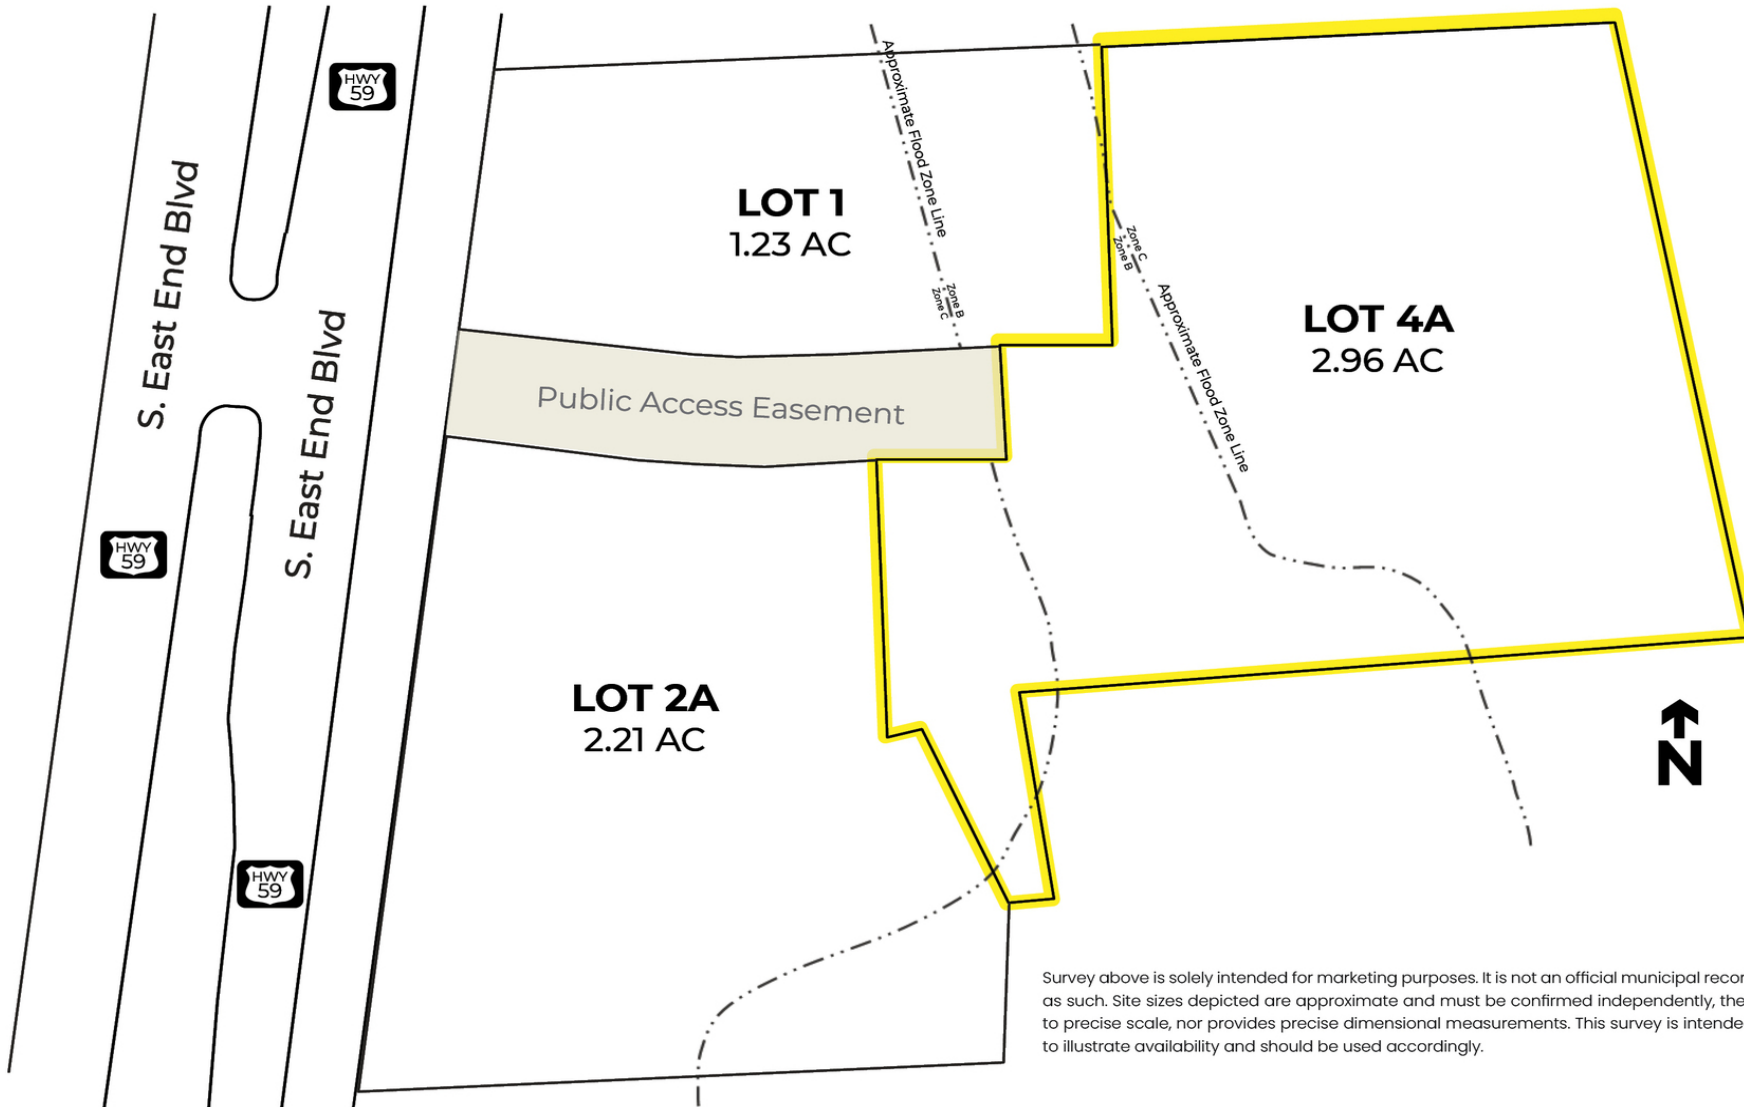 HWY
59
S. East End Blvd
S. East End Blvd
HWY
59
HWY
59
LOT 1
1.23 AC
Approximate Flood Zone Line
Zone B
Zone C
Public Access Easement
LOT 2A
2.21 AC
Zone C
Zone B
Approximate Flood Zone Line
LOT 4A
2.96 AC
N
Survey above is solely intended for marketing purposes. It is not an official municipal recor
as such. Site sizes depicted are approximate and must be confirmed independently, the
to precise scale, nor provides precise dimensional measurements. This survey is intende
to illustrate availability and should be used accordingly.